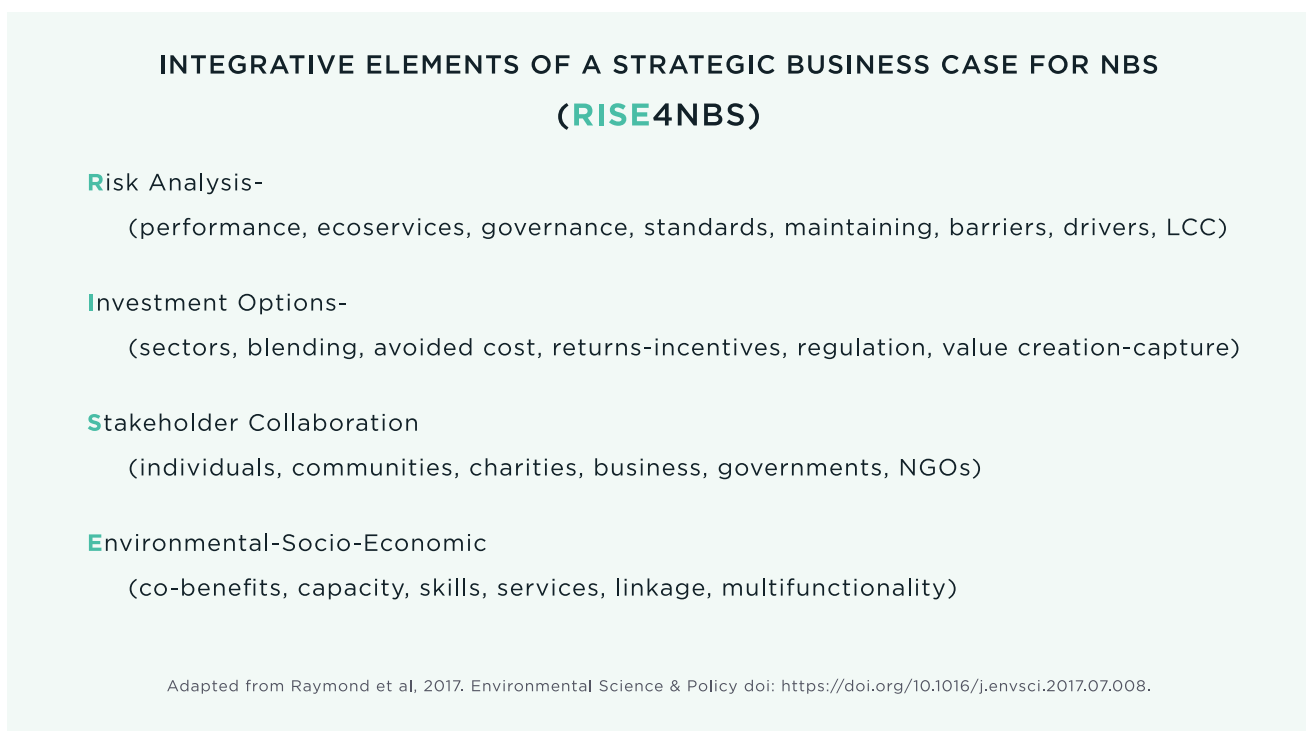 INTEGRATIVE ELEMENTS OF A STRATEGIC BUSINESS CASE FOR NBS
(RISE4NBS)
Risk Analysis-
(performance, ecoservices, governance, standards, maintaining, barriers, drivers, LCC)
Investment Options-
(sectors, blending, avoided cost, returns-incentives, regulation, value creation-capture)
Stakeholder Collaboration
(individuals, communities, charities, business, governments, NGOs)
Environmental-Socio-Economic
(co-benefits, capacity, skills, services, linkage, multifunctionality)
Adapted from Raymond et al, 2017. Environmental Science & Policy doi: https://doi.org/10.1016/j.envsci.2017.07.008.